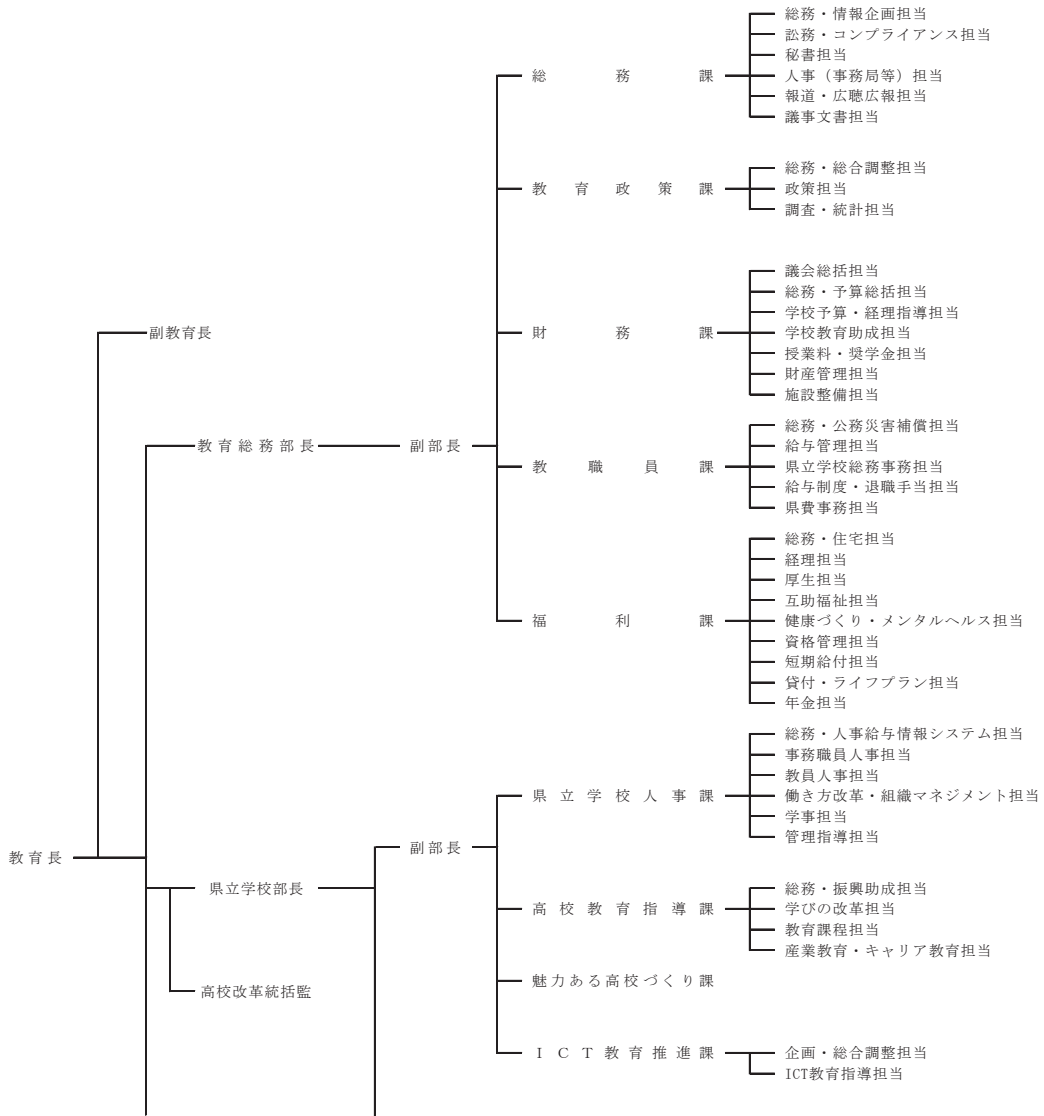 総務・情報企画担当
訟務・コンプライアンス担当
秘書担当
総務課
人事（事務局等）担当
報道・広聴広報担当
議事文書担当
総務・総合調整担当
教育政策課
政策担当
調査・統計担当
議会総括担当
総務・予算総括担当
学校予算・経理指導担当
副教育長
財務課
学校教育助成担当
授業料・奨学金担当
財産管理担当
施設整備担当
総務・公務災害補償担当
教育総務部長
副部長
給与管理担当
教職員課
県立学校総務事務担当
給与制度・退職手当担当
県費事務担当
総務・住宅担当
経理担当
厚生担当
互助福祉担当
福利課
健康づくり・メンタルヘルス担当
資格管理担当
短期給付担当
貸付・ライフプラン担当
年金担当
総務・人事給与情報システム担当
事務職員人事担当
教員人事担当
県立学校人事課
働き方改革・組織マネジメント担当
学事担当
管理指導担当
副部長
教育長
県立学校部長
総務・振興助成担当
高校教育指導課
学びの改革担当
教育課程担当
産業教育・キャリア教育担当
魅力ある高校づくり課
高校改革統括監
ＩＣＴ教育推進課
企画・総合調整担当
ICT教育指導担当